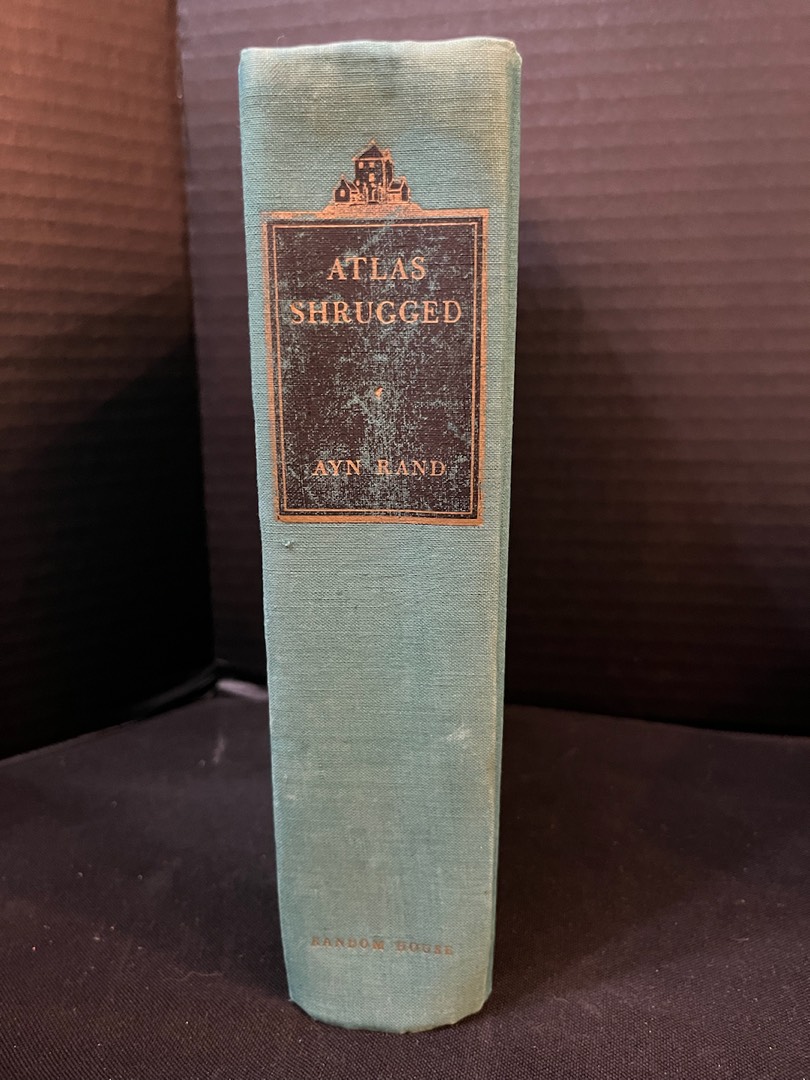 ATLAS
SHRUGGED
AYN RAND
RANDOM HOUSE